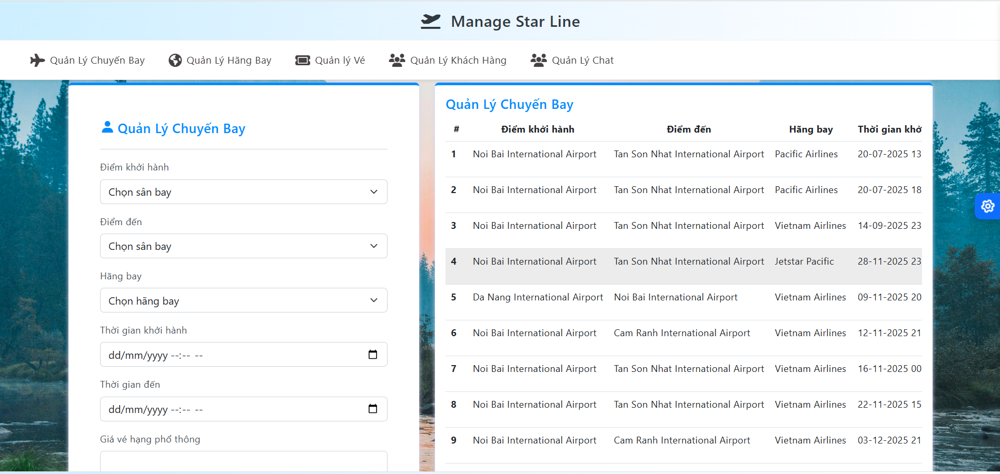 Manage Star Line
Quản Lý Chuyến Bay
Quản Lý Hãng Bay
Quản lý Vé
Quản Lý Khách Hàng
Quản Lý Chat
Quản Lý Chuyến Bay
Điểm khởi hành
Chọn sân bay
Điểm đến
Chọn sân bay
Hãng bay
Chọn hãng bay
Thời gian khởi hành
dd/mm/yyyy --:-- --
Thời gian đến
dd/mm/yyyy --:-- --
Giá vé hạng phổ thông
Quản Lý Chuyến Bay
# Điểm khởi hành Điểm đến Hãng bay Thời gian khở
1 Noi Bai International Airport Tan Son Nhat International Airport Pacific Airlines 20-07-2025 13
2 Noi Bai International Airport Tan Son Nhat International Airport Pacific Airlines 20-07-2025 18
3 Noi Bai International Airport Tan Son Nhat International Airport Vietnam Airlines 14-09-2025 23
4 Noi Bai International Airport Tan Son Nhat International Airport Jetstar Pacific 28-11-2025 23
5 Da Nang International Airport Noi Bai International Airport Vietnam Airlines 09-11-2025 20
6 Noi Bai International Airport Cam Ranh International Airport Vietnam Airlines 12-11-2025 21
7 Noi Bai International Airport Tan Son Nhat International Airport Vietnam Airlines 16-11-2025 00
8 Noi Bai International Airport Tan Son Nhat International Airport Vietnam Airlines 22-11-2025 15
9 Noi Bai International Airport Cam Ranh International Airport Vietnam Airlines 03-12-2025 21